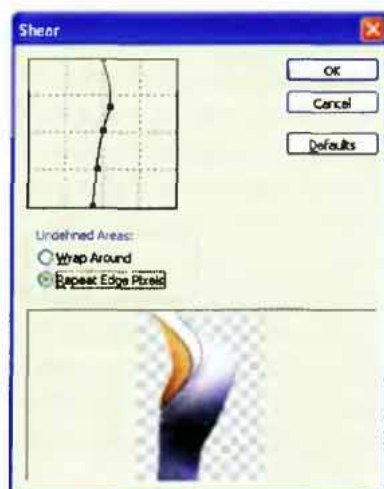 Shear
OK
Cancel
Defaults
Undefined Areas:
Wrap Around
Repeat Edge Pixels